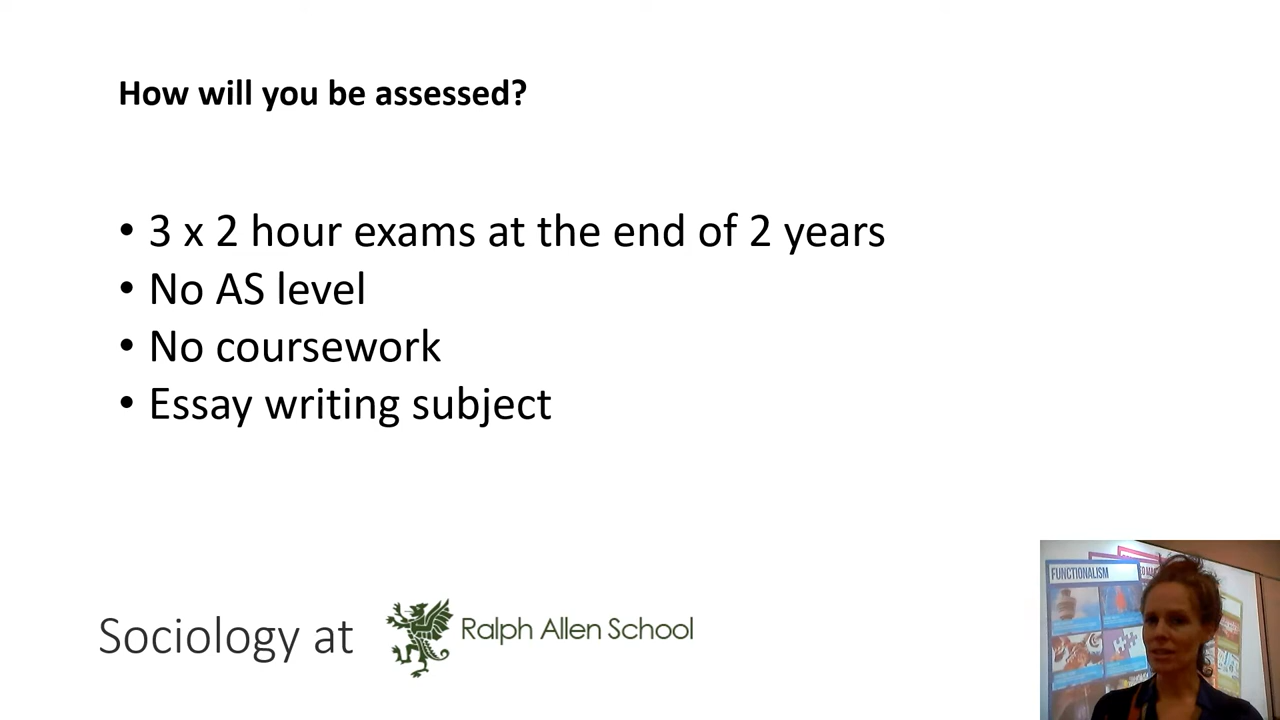 How will you be assessed?
• 3 x 2 hour exams at the end of 2 years
• No AS level
• No coursework
• Essay writing subject
Sociology at
Ralph Allen School
FUNCTIONALISM